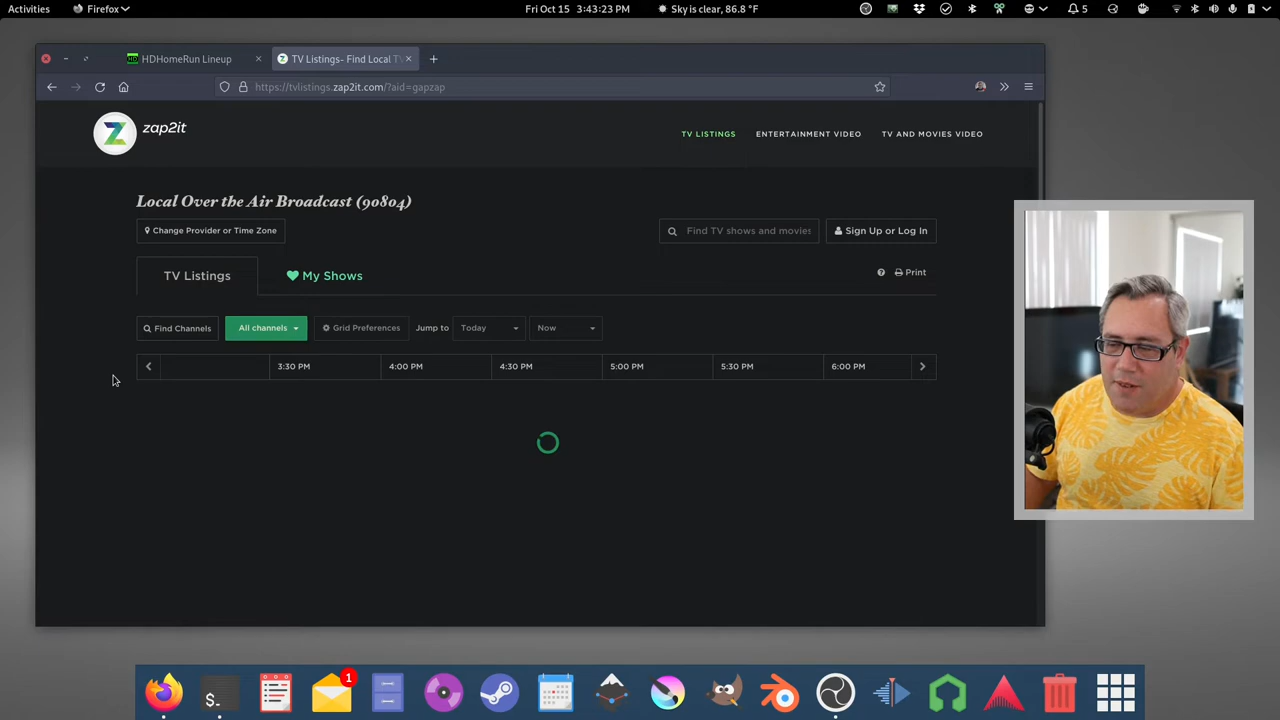 Activities
Firefox
Fri Oct 15 3:43:23 PM
Sky is clear, 86.8 °F
5
HDHomeRun Lineup
TV Listings- Find Local TV
https://tvlistings.zap2it.com/?aid=gapzap
zap2it
TV LISTINGS
ENTERTAINMENT VIDEO
TV AND MOVIES VIDEO
Local Over the Air Broadcast (90804)
Change Provider or Time Zone
Find TV shows and movies
Sign Up or Log In
TV Listings
My Shows
Print
Find Channels
All channels
Grid Preferences
Jump to
Today
Now
3:30 PM
4:00 PM
4:30 PM
5:00 PM
5:30 PM
6:00 PM
$_
1